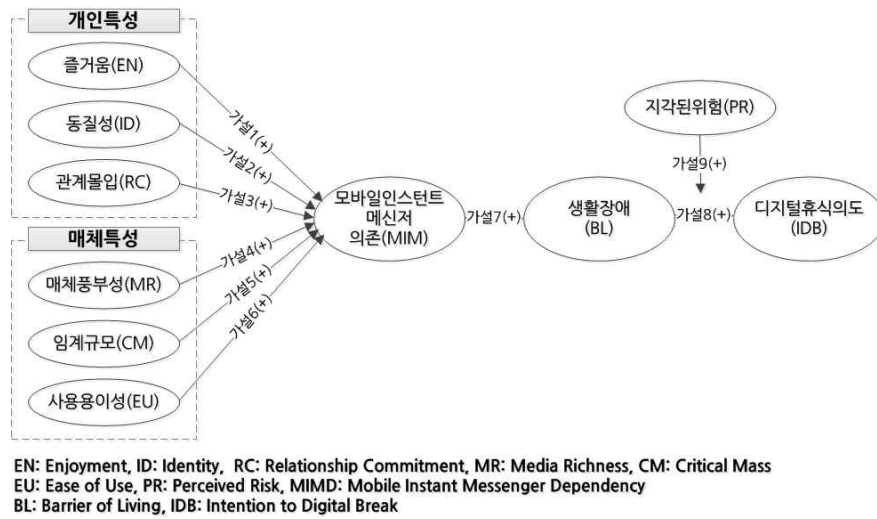 개인특성
즐거움(EN)
동질성(ID)
관계몰입(RC)
매체특성
매체풍부성(MR)
임계규모(CM)
사용용이성(EU)
가설1(+)
가설2(+)
가설3(+)
가설4(+)
가설5(+)
가설6(+)
모바일인스턴트
메신저
의존(MIM)
가설7(+)
생활장애
(BL)
지각된위험(PR)
가설9(+)
가설8(+)
디지털휴식의도
(IDB)
EN: Enjoyment, ID: Identity, RC: Relationship Commitment, MR: Media Richness, CM: Critical Mass
EU: Ease of Use, PR: Perceived Risk, MIMD: Mobile Instant Messenger Dependency
BL: Barrier of Living, IDB: Intention to Digital Break